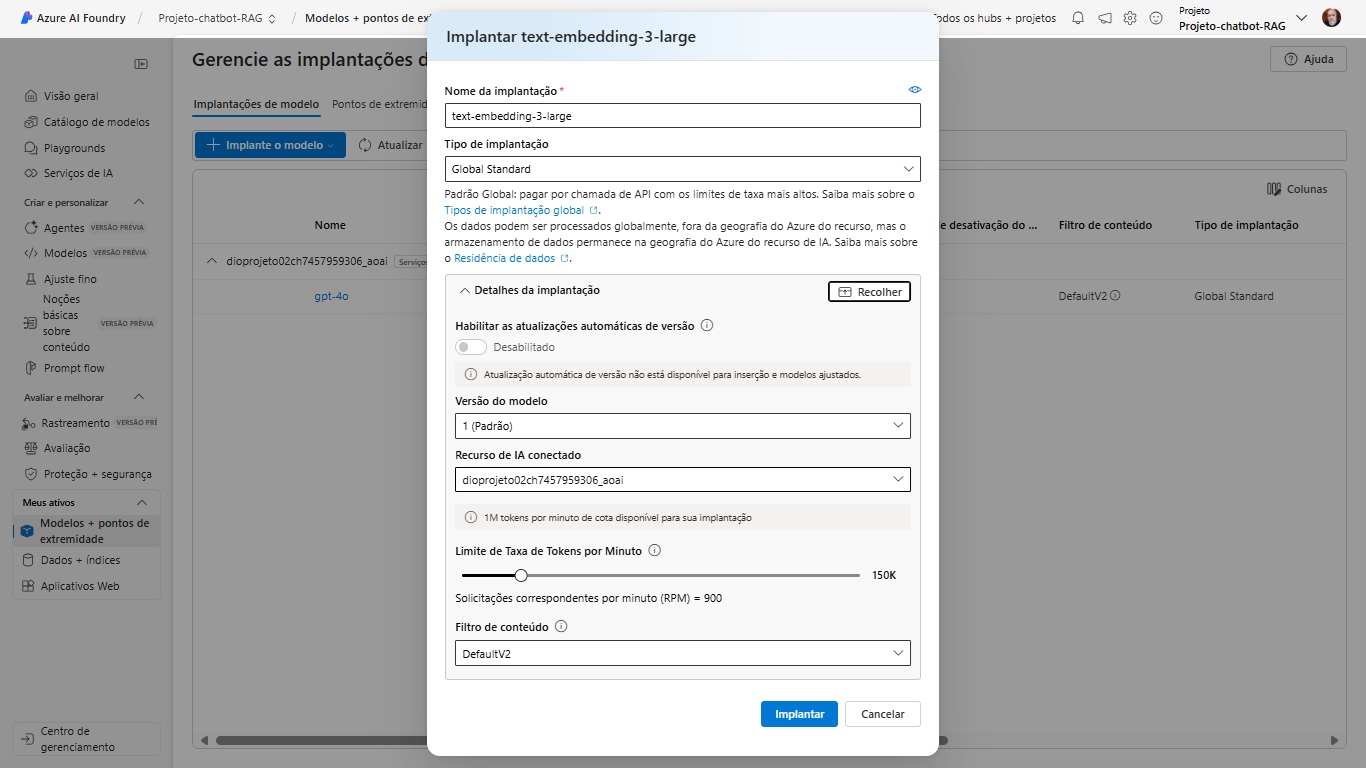 Azure AI Foundry / Projeto-chatbot-RAG / Modelos + pontos de ex
Todos os hubs + projetos
Projeto
Projeto-chatbot-RAG
Visão geral
Catálogo de modelos
Playgrounds
Serviços de IA
Criar e personalizar
Agentes VERSÃO PRÉVIA
Modelos VERSÃO PRÉVIA
Ajuste fino
Noções
básicas
sobre VERSÃO PRÉVIA
conteúdo
Prompt flow
Avaliar e melhorar
Rastreamento VERSÃO PRÉ
Avaliação
Proteção + segurança
Meus ativos
Modelos + pontos de
extremidade
Dados + índices
Aplicativos Web
Centro de
gerenciamento
Gerencie as implantações d
Ajuda
Implantações de modelo
Pontos de extremid
Implante o modelo
Atualizar
Colunas
Nome
e desativação do ...
Filtro de conteúdo
Tipo de implantação
dioprojeto02ch7457959306_aoai
Serviços
gpt-4o
DefaultV2
Global Standard
Implantar text-embedding-3-large
Nome da implantação *
text-embedding-3-large
Tipo de implantação
Global Standard
Padrão Global: pagar por chamada de API com os limites de taxa mais altos. Saiba mais sobre o
Tipos de implantação global .
Os dados podem ser processados globalmente, fora da geografia do Azure do recurso, mas o
armazenamento de dados permanece na geografia do Azure do recurso de IA. Saiba mais sobre
o Residência de dados .
Detalhes da implantação
Recolher
Habilitar as atualizações automáticas de versão
Desabilitado
Atualização automática de versão não está disponível para inserção e modelos ajustados.
Versão do modelo
1 (Padrão)
Recurso de IA conectado
dioprojeto02ch7457959306_aoai
1M tokens por minuto de cota disponível para sua implantação
Limite de Taxa de Tokens por Minuto
150K
Solicitações correspondentes por minuto (RPM) = 900
Filtro de conteúdo
DefaultV2
Implantar
Cancelar